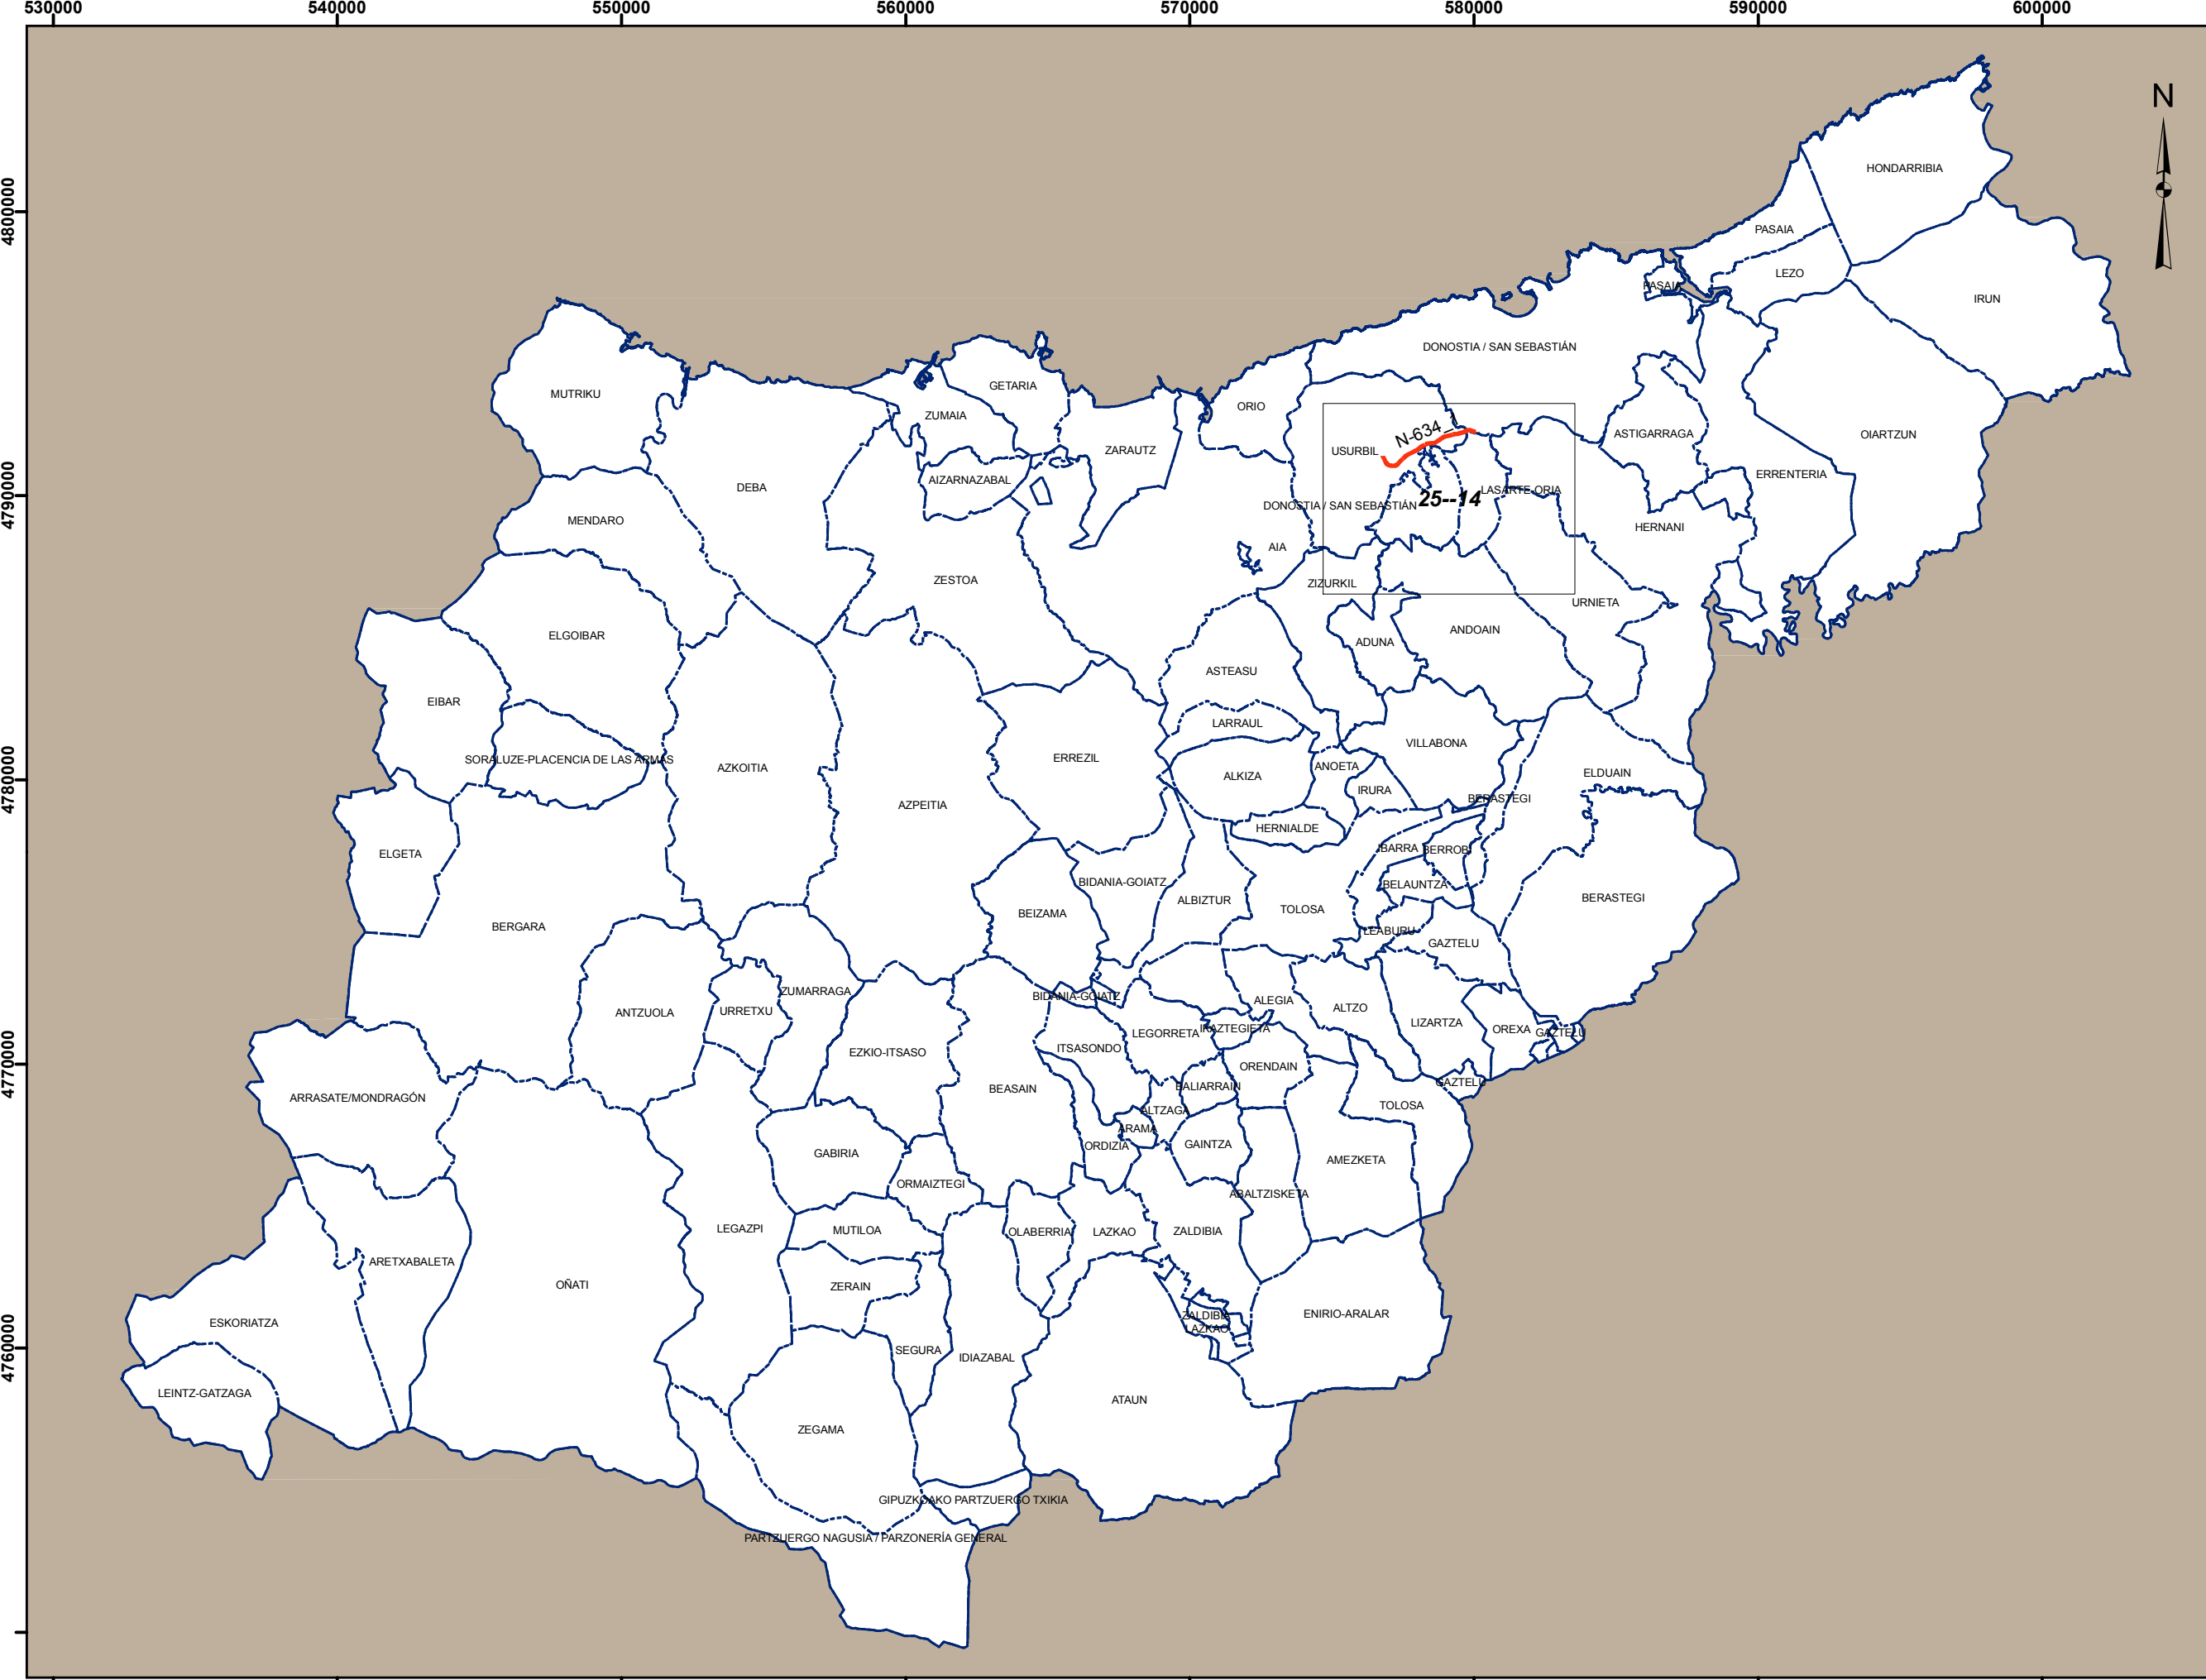 530000 540000 550000 560000 570000 580000 590000 600000
N
HONDARRIBIA
4800000
PASAIA
LEZO
PASAIA
IRUN
DONOSTIA / SAN SEBASTIÁN
GETARIA
MUTRIKU
ORIO
ZUMAIA
N-634_
ASTIGARRAGA
OIARTZUN
ZARAUTZ
USURBIL
ERRENTERIA
AIZARNAZABAL
DEBA
LASARTE-ORIA
4790000
25--14
DONOSTIA / SAN SEBASTIÁN
MENDARO
HERNANI
AIA
ZESTOA
ZIZURKIL
URNIETA
ANDOAIN
ELGOIBAR
ADUNA
ASTEASU
EIBAR
LARRAUL
VILLABONA
SORALUZE-PLACENCIA DE LAS ARMAS
ERREZIL
AZKOITIA
ANOETA
ELDUAIN
4780000
ALKIZA
IRURA
BERASTEGI
AZPEITIA
HERNIALDE
IBARRA
BERROBI
ELGETA
BIDANIA-GOIATZ
BELAUNTZA
BERASTEGI
ALBIZTUR
TOLOSA
BEIZAMA
BERGARA
LEABURU
GAZTELU
ZUMARRAGA
BIDANIA-GOIATZ
ALEGIA
ALTZO
URRETXU
ANTZUOLA
LIZARTZA
IKAZTEGIETA
OREXA
GAZTELU
LEGORRETA
ITSASONDO
EZKIO-ITSASO
4770000
ORENDAIN
GAZTELU
BALIARRAIN
BEASAIN
ARRASATE/MONDRAGÓN
TOLOSA
ALTZAGA
ARAMA
GAINTZA
ORDIZIA
GABIRIA
AMEZKETA
ORMAIZTEGI
ABALTZISKETA
LEGAZPI
MUTILOA
OLABERRIA
LAZKAO
ZALDIBIA
ARETXABALETA
OÑATI
ZERAIN
ENIRIO-ARALAR
ZALDIBIA
ESKORIATZA
LAZKAO
4760000
SEGURA
IDIAZABAL
LEINTZ-GATZAGA
ATAUN
ZEGAMA
GIPUZKOAKO PARTZUERGO TXIKIA
PARTZUERGO NAGUSIA / PARZONERÍA GENERAL